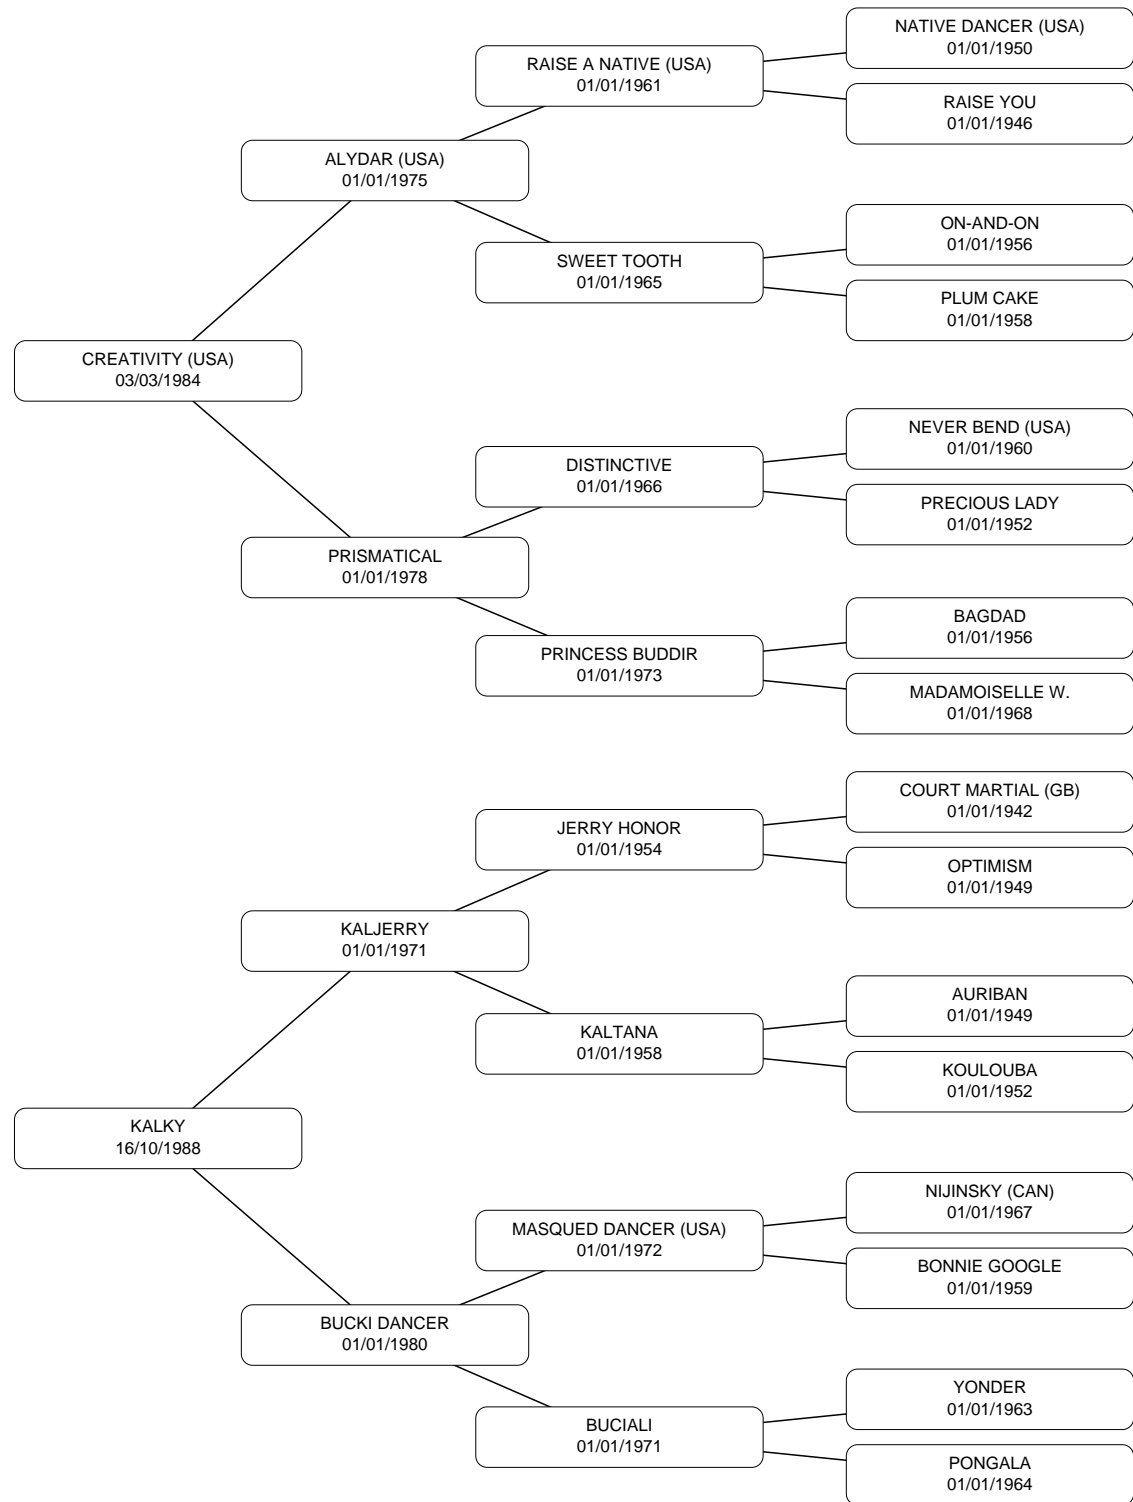 NATIVE DANCER (USA)
01/01/1950
RAISE A NATIVE (USA)
01/01/1961
RAISE YOU
01/01/1946
ALYDAR (USA)
01/01/1975
ON-AND-ON
01/01/1956
SWEET TOOTH
01/01/1965
PLUM CAKE
01/01/1958
CREATIVITY (USA)
03/03/1984
NEVER BEND (USA)
01/01/1960
DISTINCTIVE
01/01/1966
PRECIOUS LADY
01/01/1952
PRISMATICAL
01/01/1978
BAGDAD
01/01/1956
PRINCESS BUDDIR
01/01/1973
MADAMOISELLE W.
01/01/1968
COURT MARTIAL (GB)
01/01/1942
JERRY HONOR
01/01/1954
OPTIMISM
01/01/1949
KALJERRY
01/01/1971
AURIBAN
01/01/1949
KALTANA
01/01/1958
KOULOUBA
01/01/1952
KALKY
16/10/1988
NIJINSKY (CAN)
01/01/1967
MASQUED DANCER (USA)
01/01/1972
BONNIE GOOGLE
01/01/1959
BUCKI DANCER
01/01/1980
YONDER
01/01/1963
BUCIALI
01/01/1971
PONGALA
01/01/1964